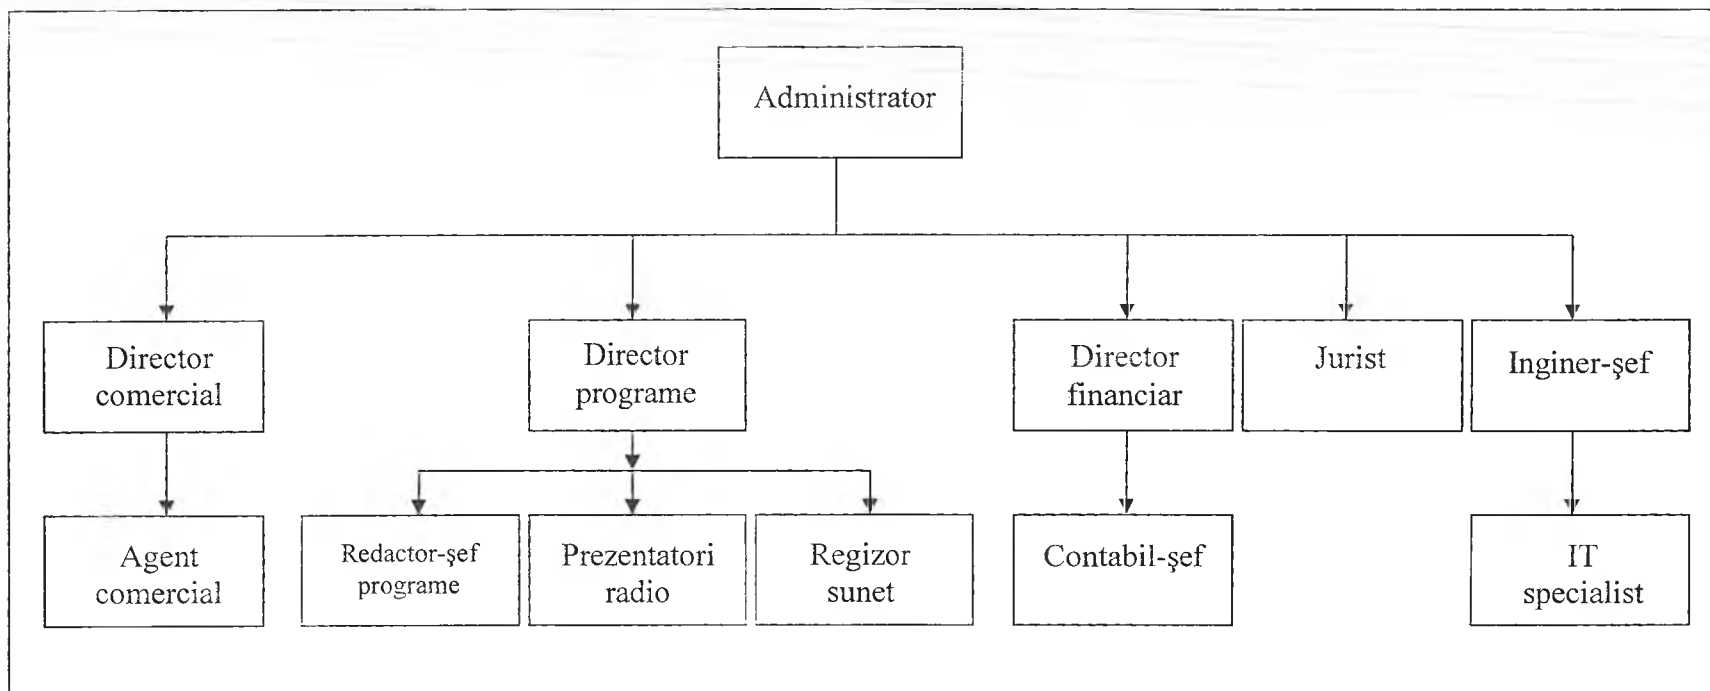 Administrator
Director
comercial
Director
programe
Director
financiar
Jurist
Inginer-şef
Agent
comercial
Redactor-şef
programe
Prezentatori
radio
Regizor
sunet
Contabil-şef
IT
specialist